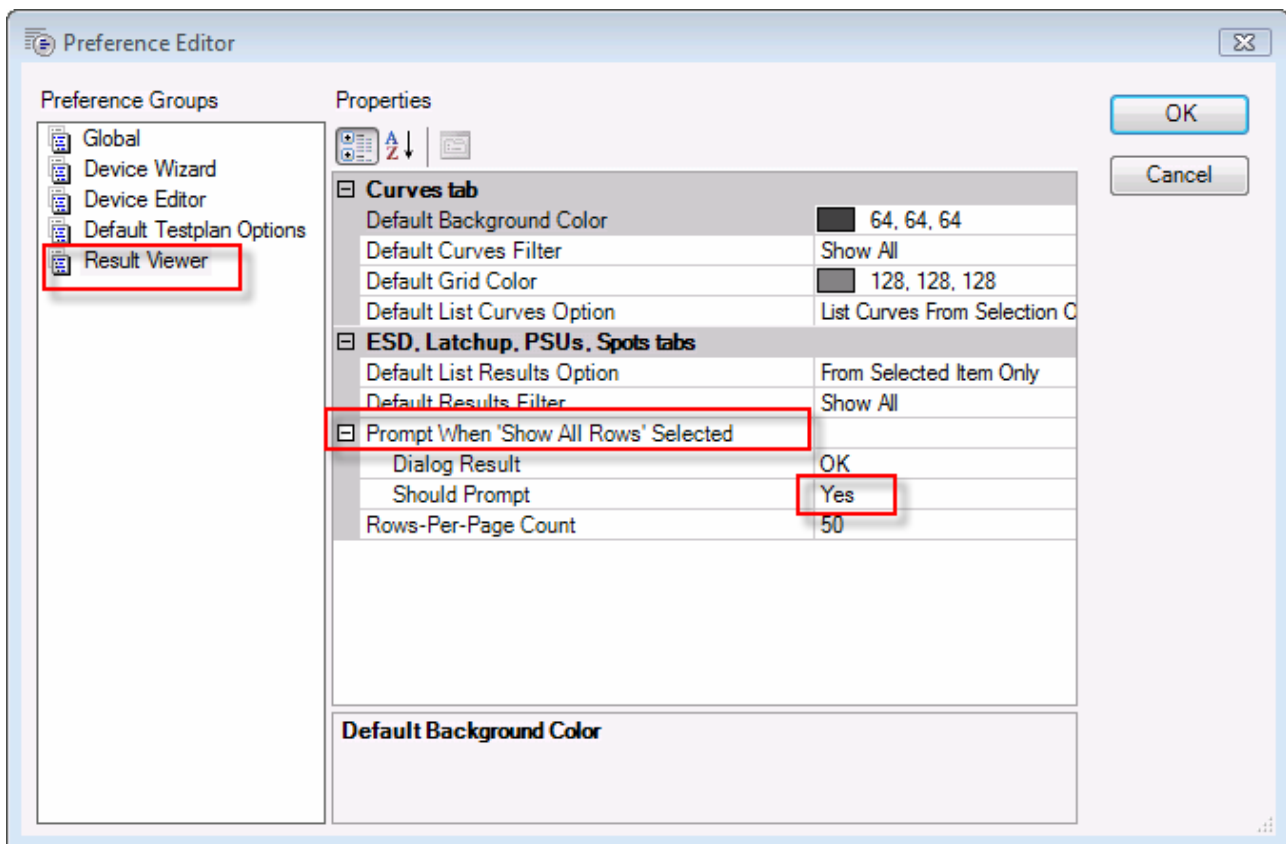 Preference Editor
Preference Groups
Global
Device Wizard
Device Editor
Default Testplan Options
Result Viewer
Properties
A
Z
Curves tab
Default Background Color 64, 64, 64
Default Curves Filter Show All
Default Grid Color 128, 128, 128
Default List Curves Option List Curves From Selection
ESD, Latchup, PSUs, Spots tabs
Default List Results Option From Selected Item Only
Default Results Filter Show All
Prompt When 'Show All Rows' Selected
Dialog Result OK
Should Prompt Yes
Rows-Per-Page Count 50
Default Background Color
OK
Cancel